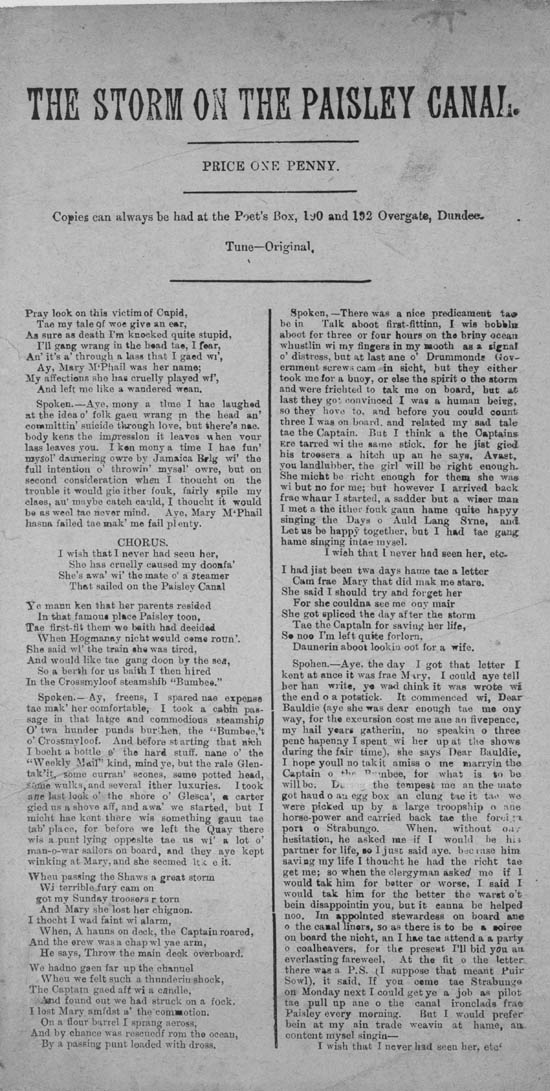 THE STORM ON THE PAISLEY CANAL.
PRICE ONE PENNY.
Copies can always be had at the Poet's Box, 190 and 192 Overgate, Dundee.
Tune—Original,
Pray look on this victim of Cupid,
Tae my tale of woe give an ear,
As sure as death I'm knocked quite stupid,
I'll gang wrang in the head tae, I fear,
An' it's a' through a lass that I gaed wi',
Ay, Mary M'Phail was her name;
My affections she has cruelly played wi',
And left me like a wandered wean,
Spoken.—Aye, mony a time I hae laughed
at the idea o' folk gaeu wrang in the head an'
committin' suicide through love, but there's nae.
body kens the impression it leaves when your
lass leaves you. I ken mony a time I hae fun'
mysol' daunering owre by Jamaica Brig wi' the
full intention o' throwin' mysal' owre, but on
second consideration when I thoucht on the
trouble it would gie ither fouk, fairly spile my
claes, an' maybe catch cauld, I thoucht it would
be as weel tae never mind. Aye, Mary M'Phail
hasna failed tae mak' me fail plenty.
CHORUS.
I wish that I never had seen her,
She has cruelly caused my doonfa'
She's awa' wi' the mate o' a steamer
That sailed on the Paisley Canal
Ye maun ken that her parents resided
In that famous place Paisley toon,
Tae first-fit them we baith had decided
When Hogmanay nicht would come roun'.
She said wi' the train she was tired,
And would like tae gang doon by the sea,
So a berth for us baith I then hired
In the Crossmyloof steamship "Bumbee."
Spoken.—Ay, freens, I spared nae expense
tae mak' her comfortable, I took a cabin pas-
sage in that latge and commodious steamship
O' twa hunder punds burthen, the "Bumbee,'t
o' Crossmyloof. And before starting that nich
I bocht a bottle o' the hard stuff. nane o' the
"Weekly Mail" kind, mind ye, but the rale Glen-
tak'it, some curran' scones, some potted head,
some wulks, and several ither luxuries. I took
ane last look o' the shore o' Glesca', a carter
gied us a shove aff, and awa' we started, but I
micht hae kent there wis something gaun tae
tab' place, for before we left the Quay there
wis a punt lying opposite tae us wi' a lot o'
man-o-war sailors on board, and they aye kept
winking at Mary, and she seemed it.
When passing the Shaws a great storm
Wi terrible fury cam on
got my Sunday troosers torn
And Mary she lost her chignon.
I thocht I wad faint wi alarm,
When, A hauns on deck, the Captain roared,
And the crew was a chap wi yae arm,
He says, Throw the main deck overboard.
We hadno gaen far up the channel
When we felt such a thunderin shock,
The Captain gaed aff wi a candle,
And found out we had struck on a fock.
I lost Mary amidst a' the commotion.
On a flour barrel I sprang across,
And by chance was rescued from the ocean,
By a passing punt loaded with dross.
Spoken,—There was a nice predicament tae
be in Talk aboot first-fittinn, I wis bobbin
aboot for three or four hours on the briny ocean
whustlin wi my fingers in my mooth as a signal
o' distress, but at last ane o' Drummonds Gov-
ernment screws cam in sicht, but they either
took me for a buoy, or else the spirit o the storm
and were frichted to tak me on board, but at
last they got convinced I was a human being,
so they hove to, and before you could count
three I was on board, and related my sad tale
tae the Captain. But I think a the Captains
are tarred wi the same stick. for he jist gied
his troosers a hitch up an he says, Avast,
you landlubber, the girl will be right enough.
She might be richt enough for them she was
wi but no for me; but however I arrived back
frac whaur I started, a sadder but a wiser man
I met a the ither fouk gaun hame quite happy
singing the Days o Auld Lang Syne, and
Let us be happy together, but I had tae gang
hame singing intae mysel.
I wish that I never had seen her, etc.
I had jist been twa days hame tae a letter
Cam frae Mary that did mak me stare.
She said I should try and forget her
For she couldna see me ony mair
She got spliced the day after the storm
Tae the Captain for saving her life,
So noo I'm left quite forlorn,
Daunerin aboot lookin oot for a wife.
Spohen.—Aye, the day I got that letter I
kent at ance it was frae Mary, I could aye tell
her han write, ye wad think it was wrote wi
the end o a potstick. It commenced wi, Dear
Bauldie (aye she was dear enough tae me ony
way, for the excursion cost me ane an fivepence,
my hail years gatherin, no speakin o three
penc hapenny I spent wi her up at the shows
during the fair time). she says Dear Bauldie,
I hope youll no tak it amiss o me marryin the
Captain o the Bumbee, for what is to be
will be. the tempest me an the mate
got haud o an egg box an clung tae it tae we
were picked up by a large troopship o ane
horse-power and carried back tae the foreign
port o Strabungo. When, without ony
hesitation, he asked me if I would be his
partner for life, so I just said aye. because him
saving my life I thocht he had the richt tae
get me; so when the clergyman asked me if I
would tak him for better or worse, I said I
would tak him for the better the warst o't
bein disappointin you, but it canna be helped
noo. Im appointed stewardess on board ane
o the canal liners, so as there is to be a soiree
on board the nicht, an I hae tae attend a a party
o coalheavers, for the present I'll bid you an
everlasting fareweel, At the fit o the letter
there was a P.S. (I suppose that meant Puir
Sowl), it said, If you come tae Strabungo
on Monday next I could get ye a job as pilot
tae pull up ane o the canal ironclads frae
Paisley every morning. But I would prefer
bein at my ain trade weavin at hame, an
content mysel singin—
I wish that I never had seen her, etc